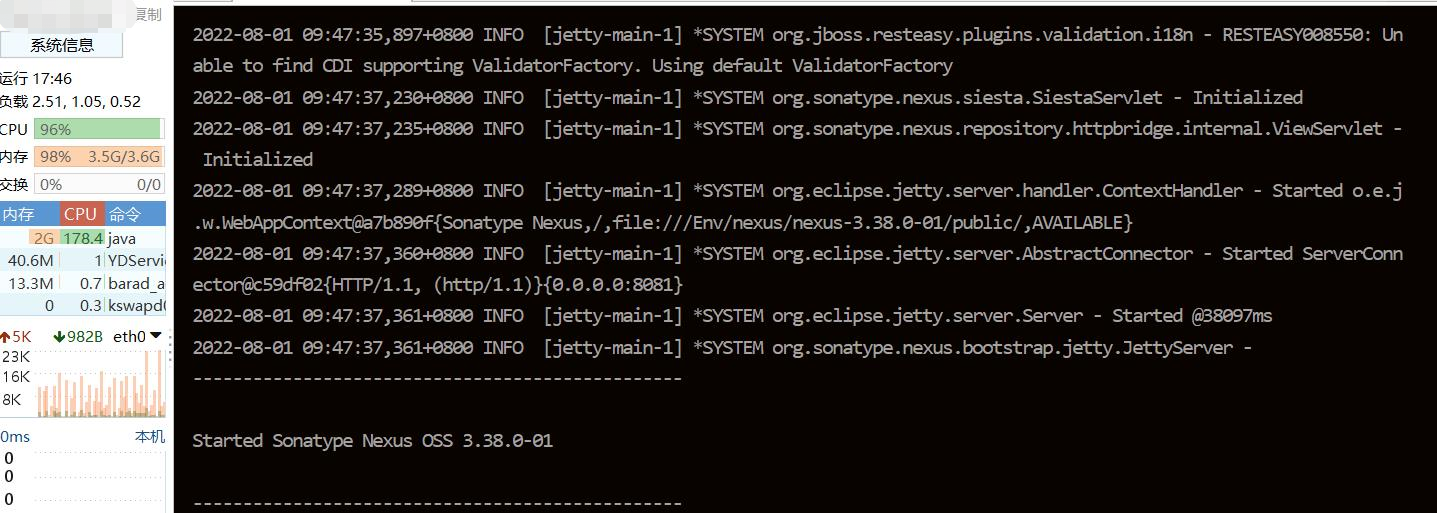 复制
系统信息
运行 17:46
负载 2.51, 1.05, 0.52
CPU 96%
内存 98% 3.5G/3.6G
交换 0% 0/0
内存 CPU 命令
2G 178.4 java
40.6M 1 YDServi
13.3M 0.7 barad_a
0 0.3 kswapd0
5K 982B eth0
23K
16K
8K
0ms 本机
0
0
0
2022-08-01 09:47:35,897+0800 INFO  [jetty-main-1] *SYSTEM org.jboss.resteasy.plugins.validation.i18n - RESTEASY008550: Un
able to find CDI supporting ValidatorFactory. Using default ValidatorFactory
2022-08-01 09:47:37,230+0800 INFO  [jetty-main-1] *SYSTEM org.sonatype.nexus.siesta.SiestaServlet - Initialized
2022-08-01 09:47:37,235+0800 INFO  [jetty-main-1] *SYSTEM org.sonatype.nexus.repository.httpbridge.internal.ViewServlet -
 Initialized
2022-08-01 09:47:37,289+0800 INFO  [jetty-main-1] *SYSTEM org.eclipse.jetty.server.handler.ContextHandler - Started o.e.j
.w.WebAppContext@a7b890f{Sonatype Nexus,/,file:///Env/nexus/nexus-3.38.0-01/public/,AVAILABLE}
2022-08-01 09:47:37,360+0800 INFO  [jetty-main-1] *SYSTEM org.eclipse.jetty.server.AbstractConnector - Started ServerConn
ector@c59df02{HTTP/1.1, (http/1.1)}{0.0.0.0:8081}
2022-08-01 09:47:37,361+0800 INFO  [jetty-main-1] *SYSTEM org.eclipse.jetty.server.Server - Started @38097ms
2022-08-01 09:47:37,361+0800 INFO  [jetty-main-1] *SYSTEM org.sonatype.nexus.bootstrap.jetty.JettyServer -
-------------------------------------------------
Started Sonatype Nexus OSS 3.38.0-01
-------------------------------------------------